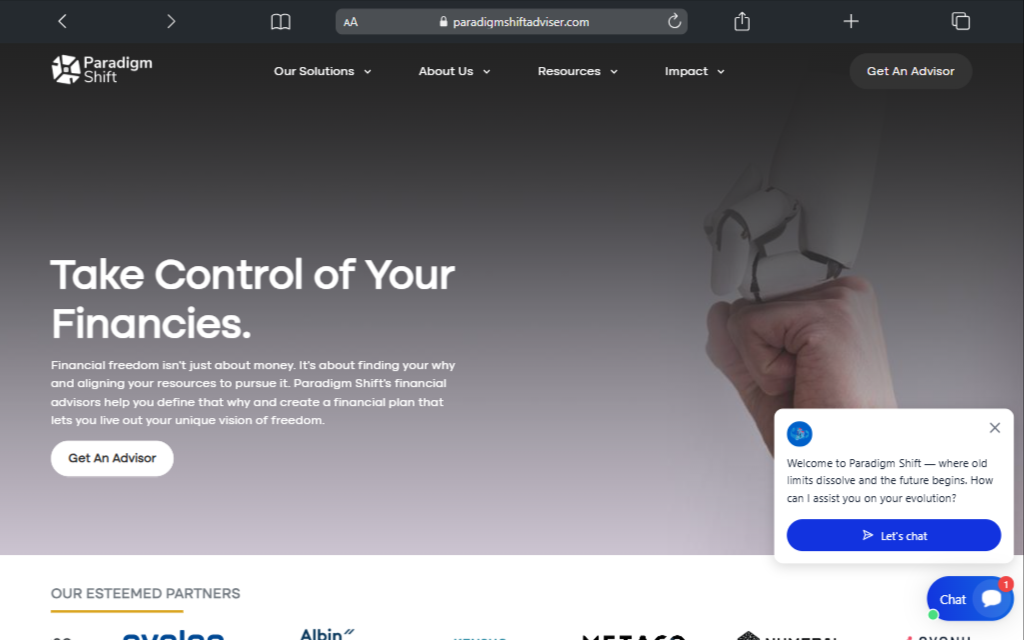 AA paradigmshiftadviser.com
Paradigm
Shift
Our Solutions
About Us
Resources
Impact
Get An Advisor
Take Control of Your
Financies.
Financial freedom isn't just about money. It's about finding your why
and aligning your resources to pursue it. Paradigm Shift's financial
advisors help you define that why and create a financial plan that
lets you live out your unique vision of freedom.
Get An Advisor
Welcome to Paradigm Shift — where old
limits dissolve and the future begins. How
can I assist you on your evolution?
Let's chat
Chat
1
OUR ESTEEMED PARTNERS
Albin
METACO